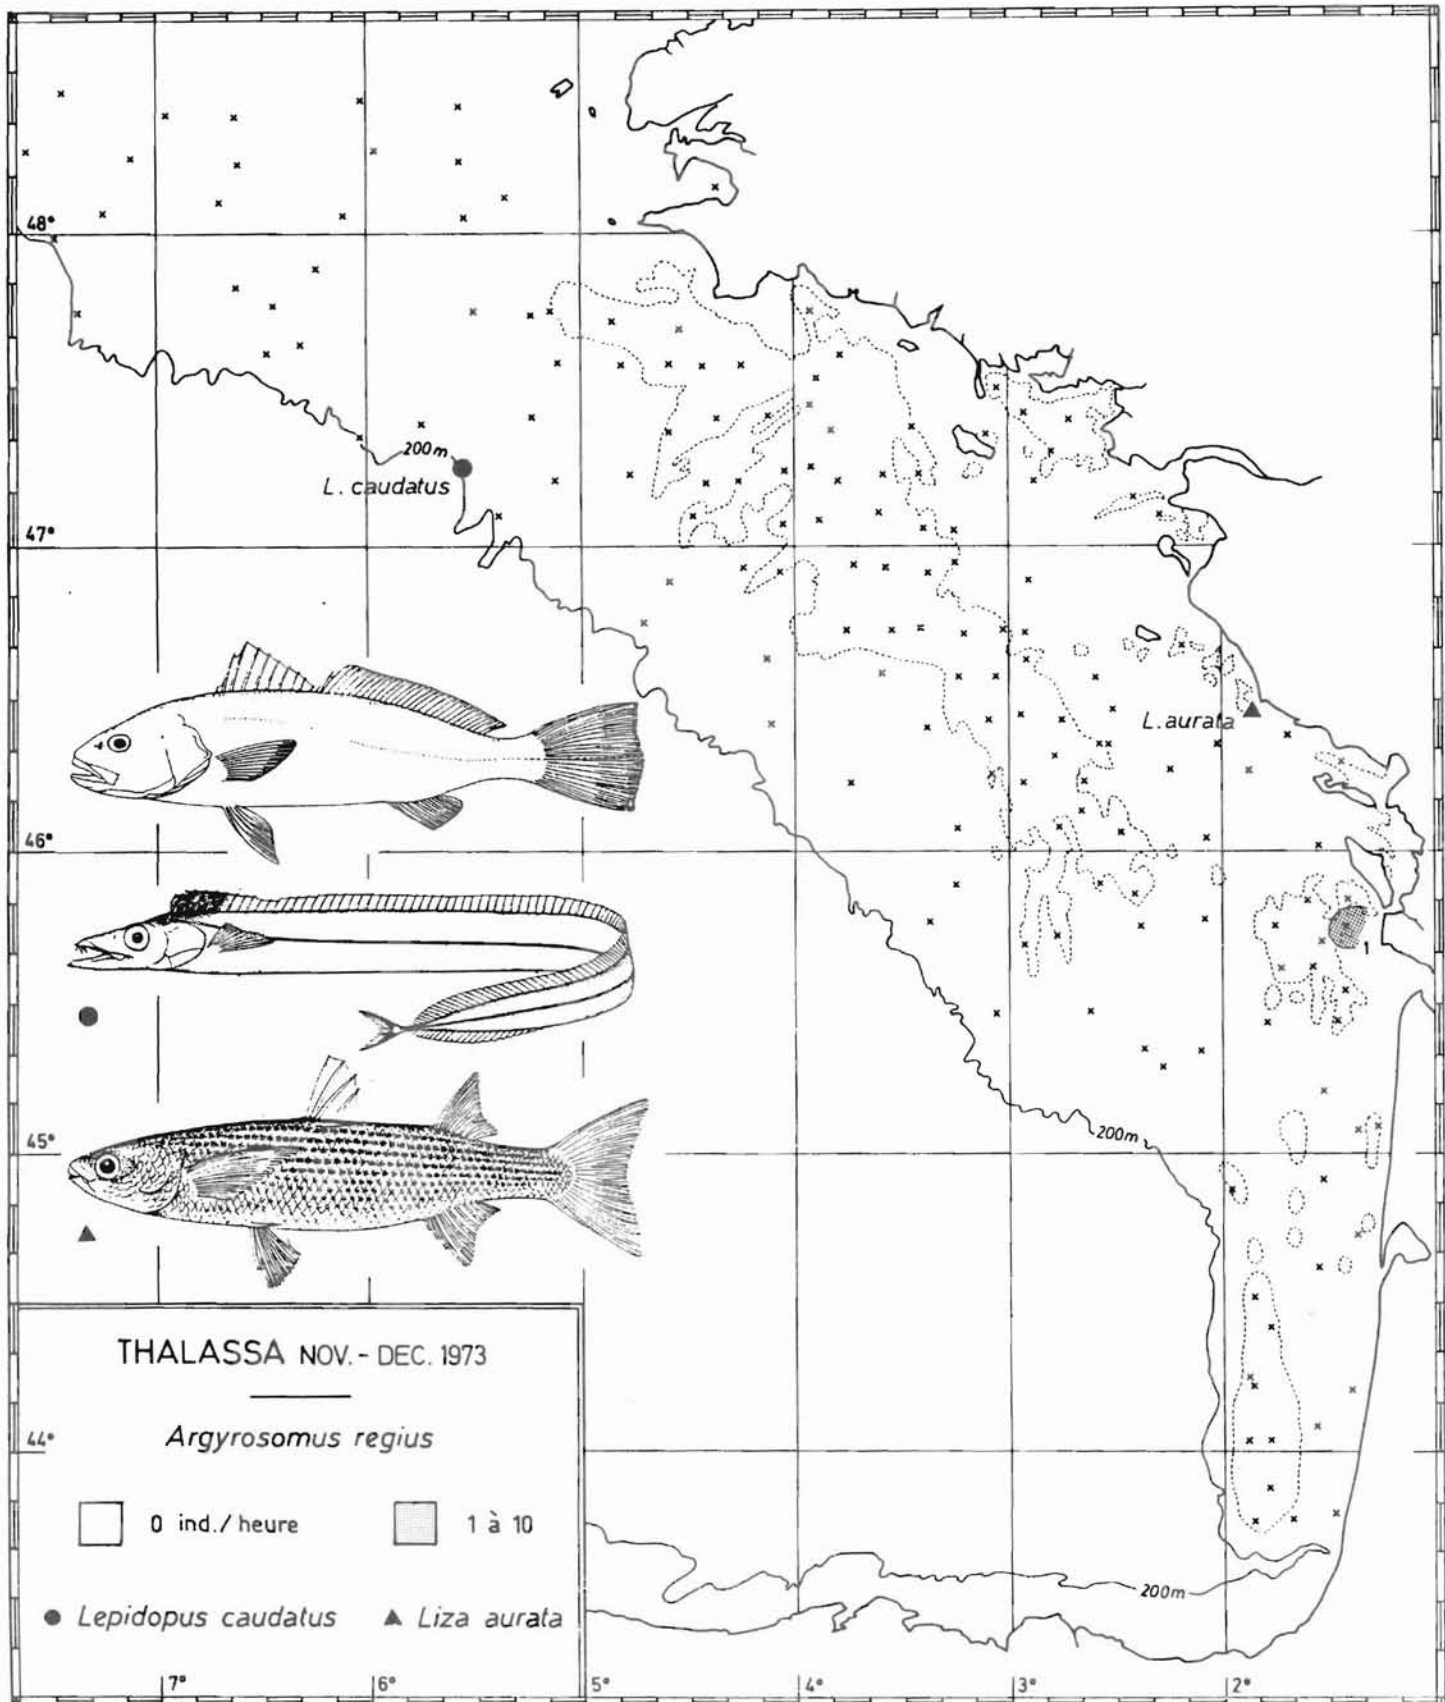 48°
200m
L. caudatus
47°
L.aurata
46°
1
45°
200m
THALASSA NOV. - DEC. 1973
Argyrosomus regius
44°
0 ind./heure 1 à 10
200m
Lepidopus caudatus Liza aurata
7° 6° 5° 4° 3° 2°